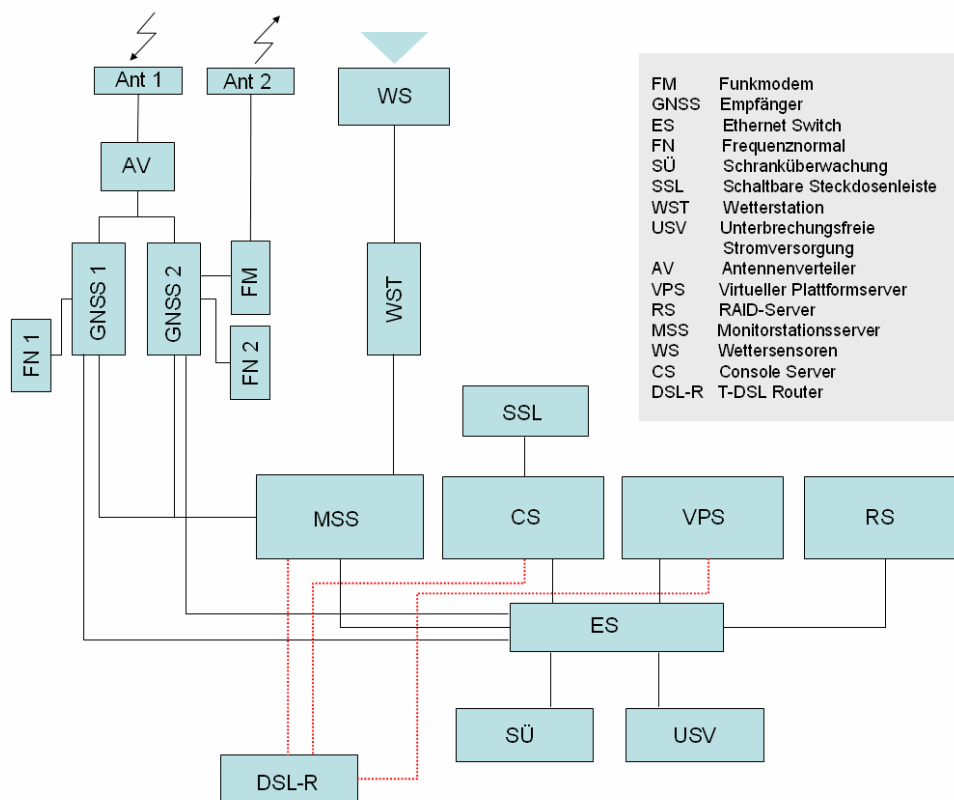 Ant 1
Ant 2
WS
AV
GNSS 1
GNSS 2
FM
FN 1
FN 2
WST
SSL
MSS
CS
VPS
RS
ES
SÜ
USV
DSL-R
FM Funkmodem
GNSS Empfänger
ES Ethernet Switch
FN Frequenznormal
SÜ Schranküberwachung
SSL Schaltbare Steckdosenleiste
WST Wetterstation
USV Unterbrechungsfreie
Stromversorgung
AV Antennenverteiler
VPS Virtueller Plattformserver
RS RAID-Server
MSS Monitorstationsserver
WS Wettersensoren
CS Console Server
DSL-R T-DSL Router